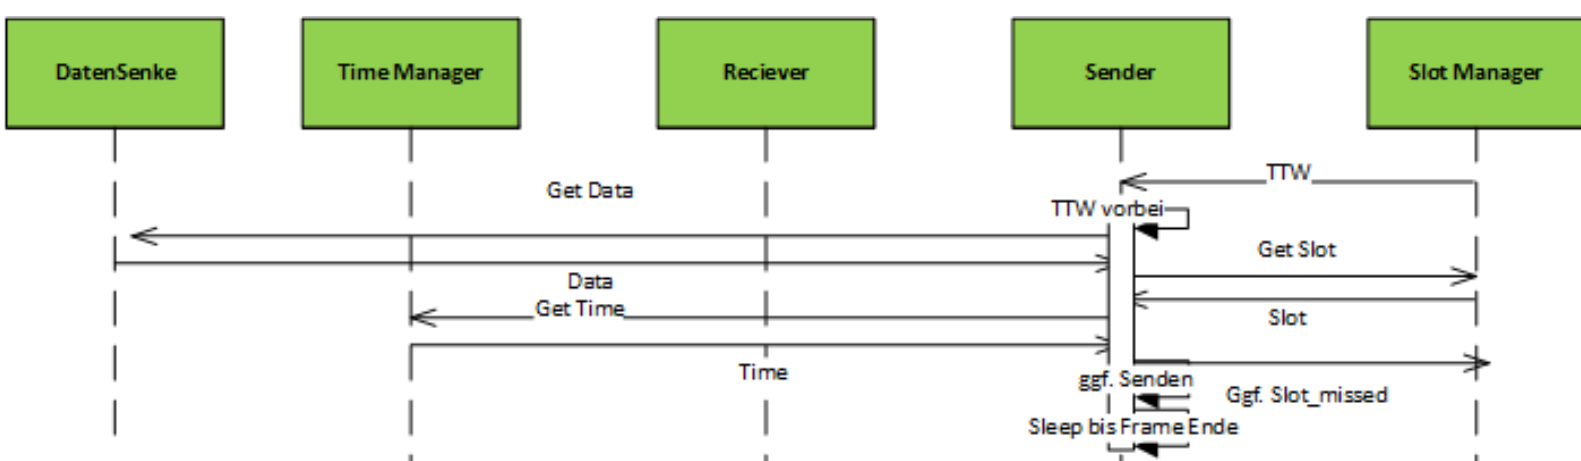 DatenSenke
Time Manager
Reciever
Sender
Slot Manager
TTW
Get Data
TTW vorbei
Get Slot
Data
Get Time
Slot
Time
ggf. Senden
Ggf. Slot_missed
Sleep bis Frame Ende